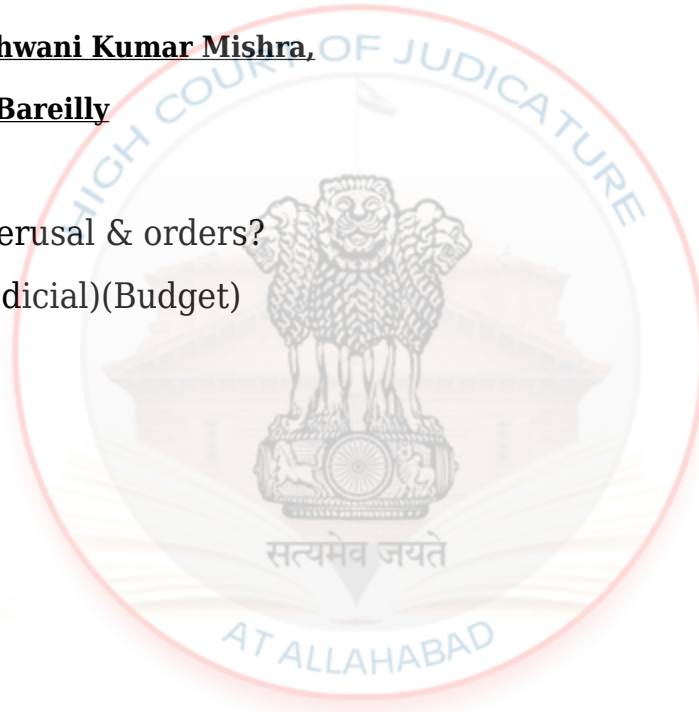 hwani Kumar Mishra,
Bareilly
erusal & orders?
dicial)(Budget)
HIGH COURT OF JUDICATURE
सत्यमेव जयते
AT ALLAHABAD